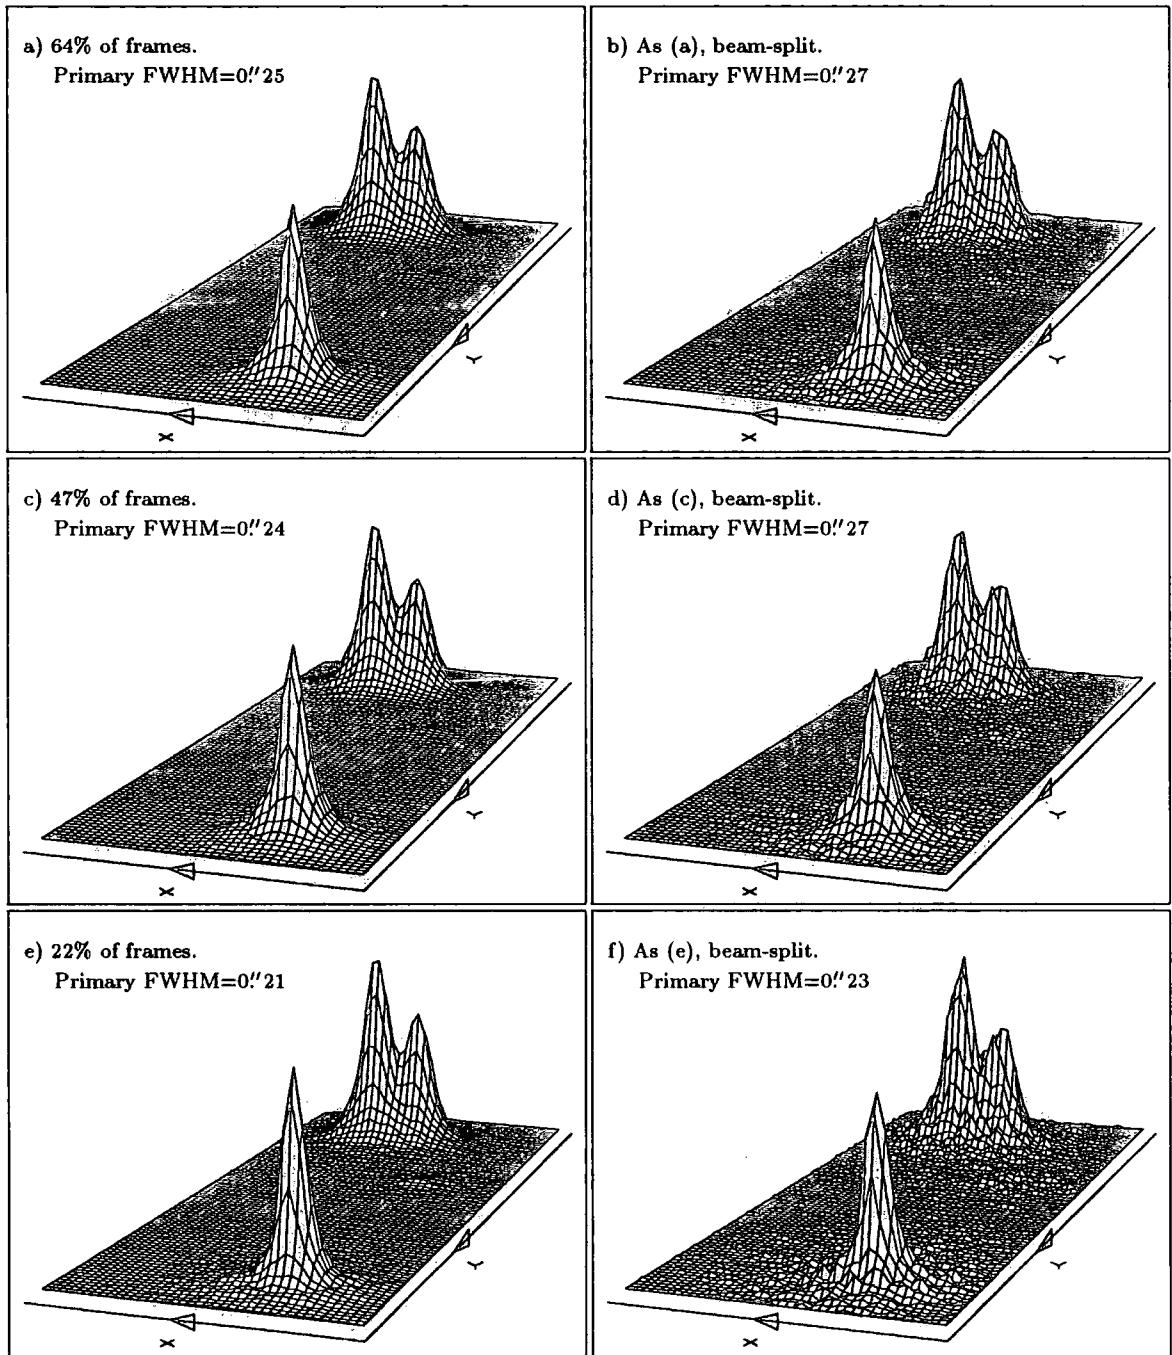 a) 64% of frames.
Primary FWHM=0.″25
b) As (a), beam-split.
Primary FWHM=0.″27
X
Y
X
Y
c) 47% of frames.
Primary FWHM=0.″24
d) As (c), beam-split.
Primary FWHM=0.″27
X
Y
X
Y
e) 22% of frames.
Primary FWHM=0.″21
f) As (e), beam-split.
Primary FWHM=0.″23
X
Y
X
Y